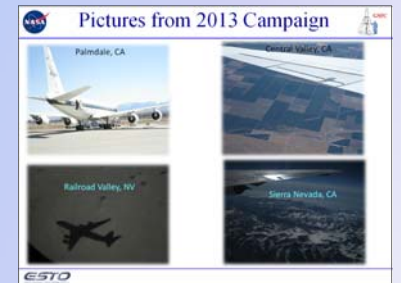 NASA
Pictures from 2013 Campaign
Palmdale, CA
Central Valley, CA
Railroad Valley, NV
Sierra Nevada, CA
ESTO